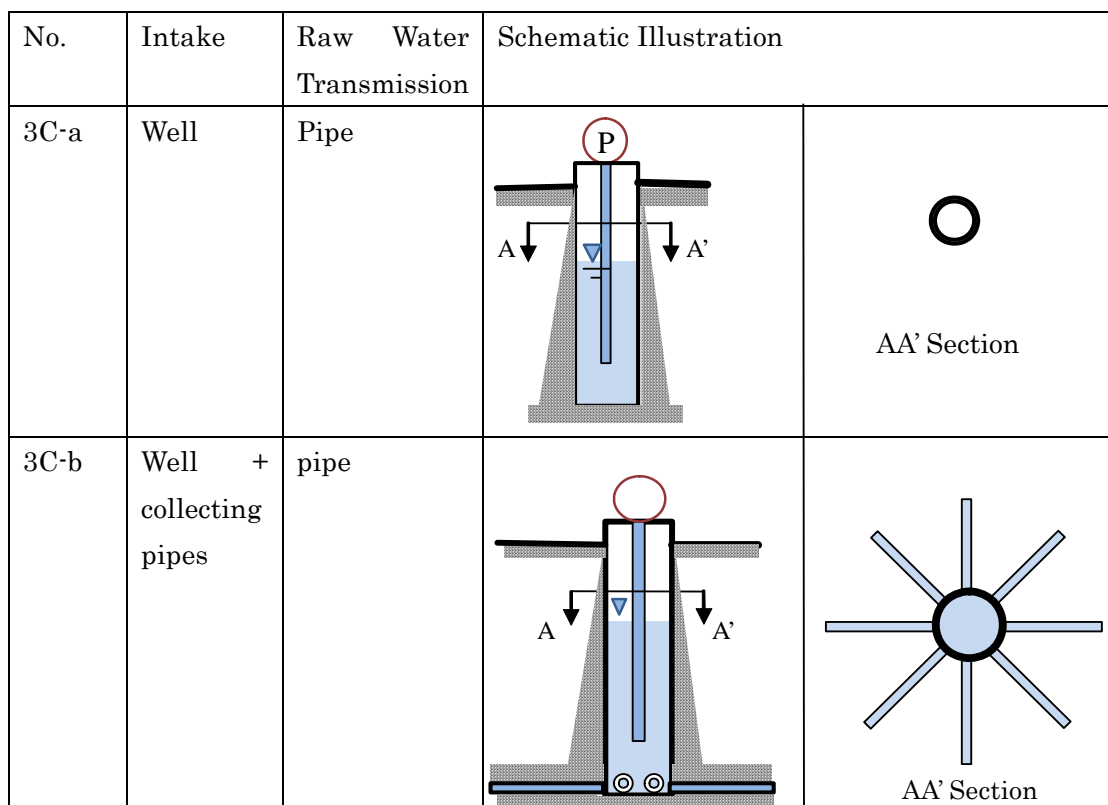 No. Intake Raw Water Schematic Illustration
Transmission
3C-a Well Pipe
P
A A’
AA’ Section
3C-b Well + pipe
collecting
pipes
A A’
AA’ Section